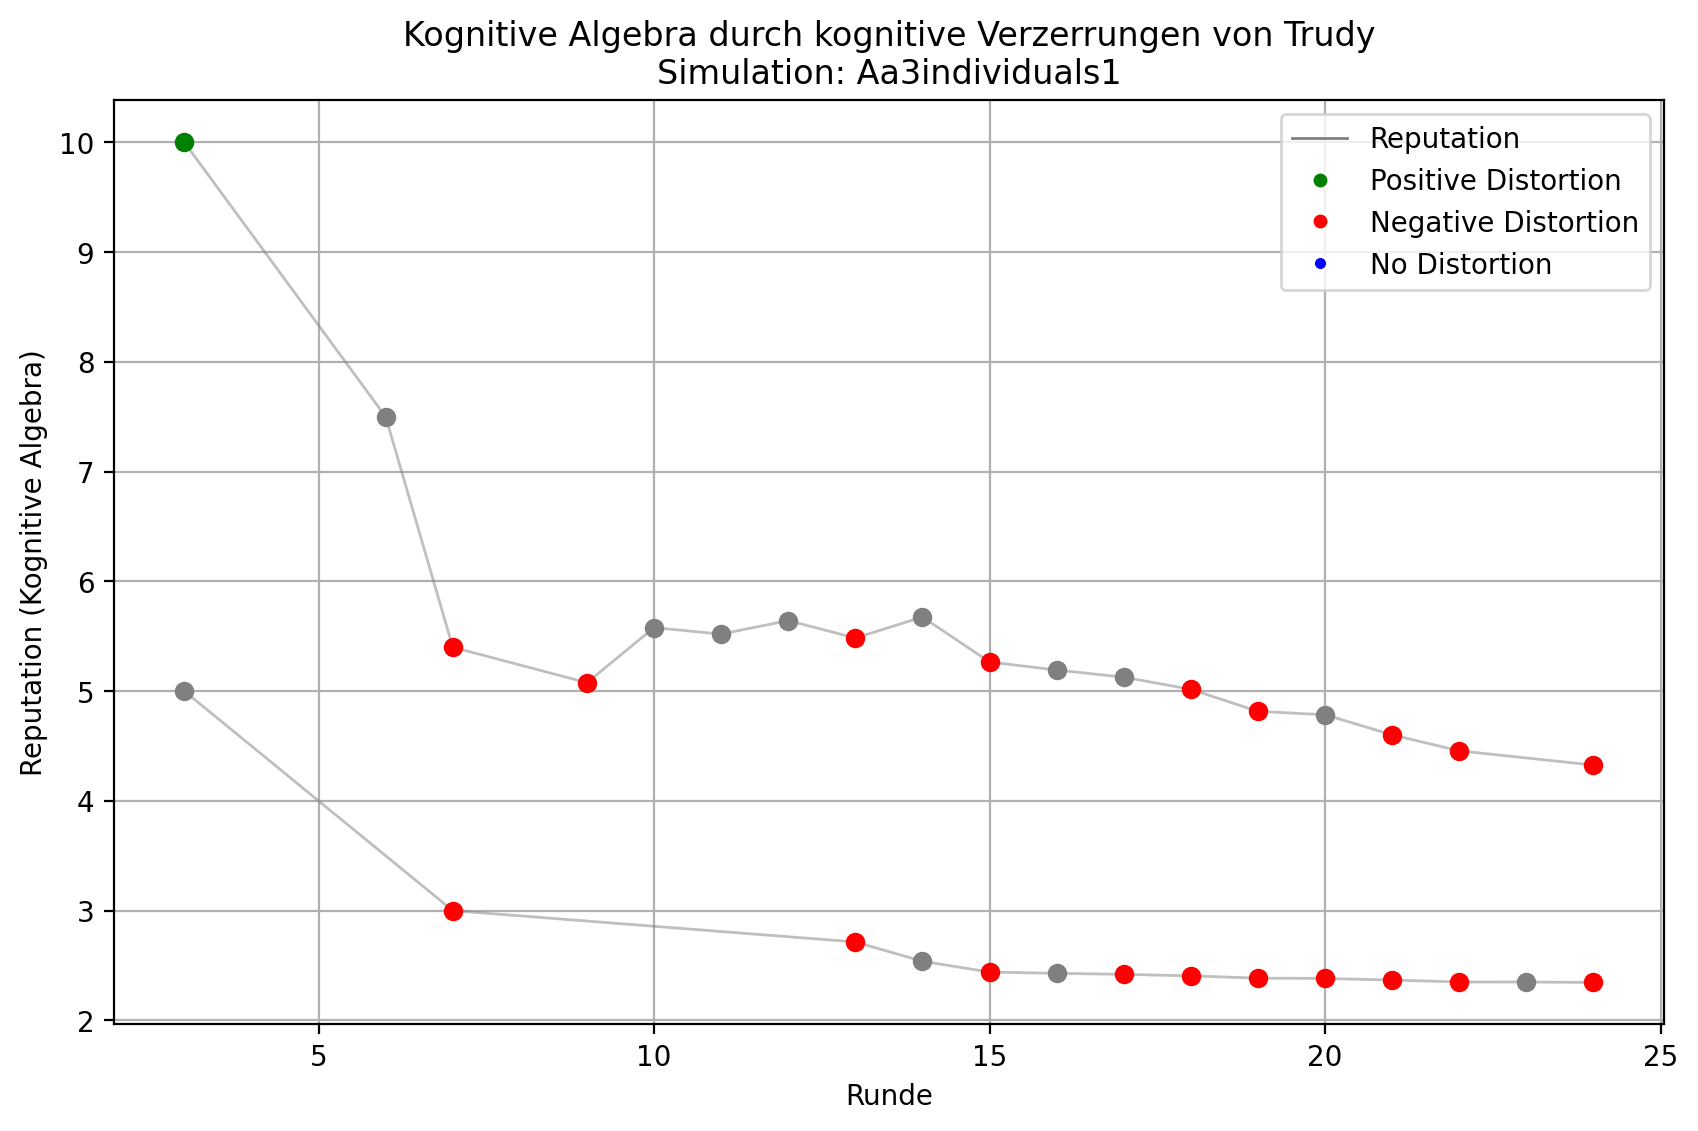 Kognitive Algebra durch kognitive Verzerrungen von Trudy
Simulation: Aa3individuals1
Reputation
Positive Distortion
Negative Distortion
No Distortion
Reputation (Kognitive Algebra)
10
9
8
7
6
5
4
3
2
5
10
15
20
25
Runde